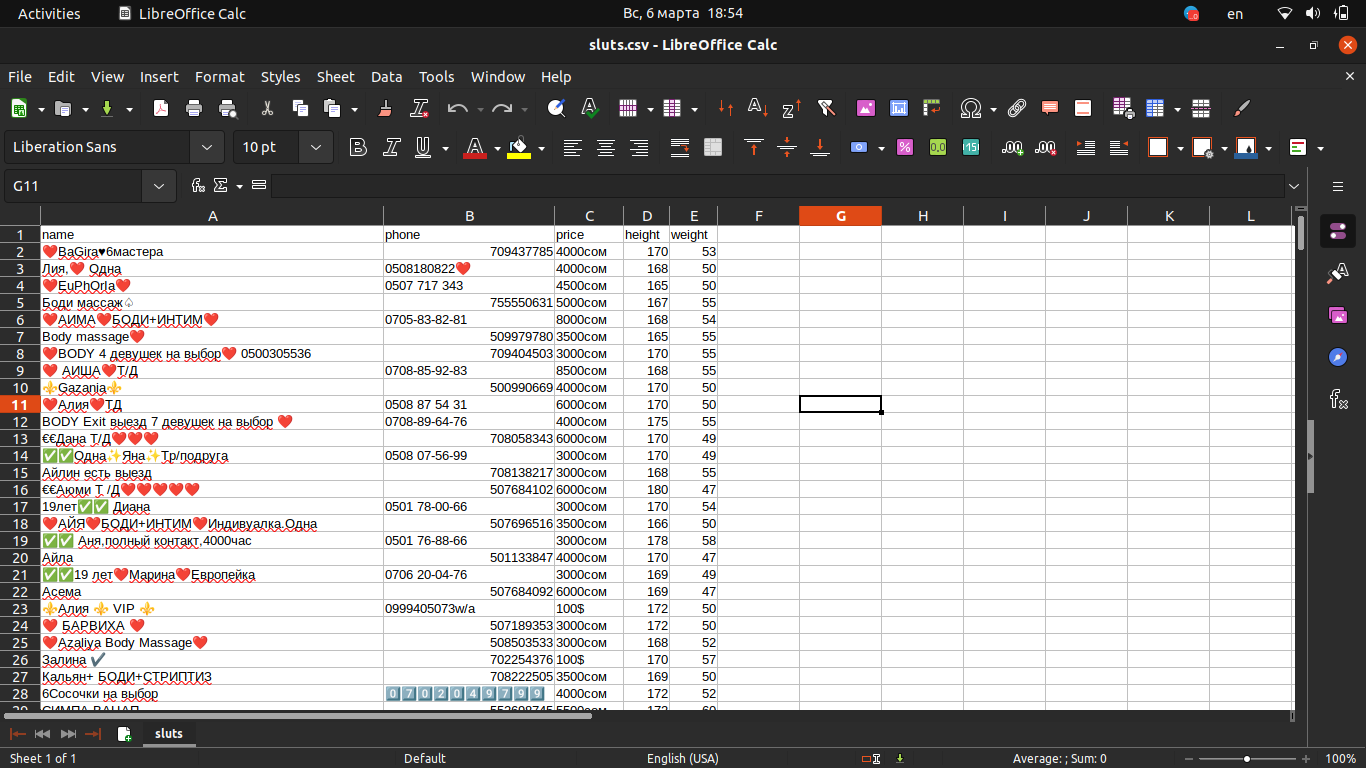 Activities LibreOffice Calc Вс, 6 марта 18:54 en
sluts.csv - LibreOffice Calc
File Edit View Insert Format Styles Sheet Data Tools Window Help
Liberation Sans 10 pt
G11
A B C D E F G H I J K L
1 name phone price height weight
2 ❤️BaGira♥6мастера 709437785 4000сом 170 53
3 Лия,❤️ Одна 0508180822❤️ 4000сом 168 50
4 ❤️EuPhOrIa❤️ 0507 717 343 4500сом 165 50
5 Боди массаж♤ 755550631 5000сом 167 55
6 ❤️АИМА❤️БОДИ+ИНТИМ❤️ 0705-83-82-81 8000сом 168 54
7 Body massage❤️ 509979780 3500сом 165 55
8 ❤️BODY 4 девушек на выбор❤️ 0500305536 709404503 3000сом 170 55
9 ❤️ АИША❤️Т/Д 0708-85-92-83 8500сом 168 55
10 ⚜️Gazania⚜️ 500990669 4000сом 170 50
11 ❤️Алия❤️ТД 0508 87 54 31 6000сом 170 50
12 BODY Exit выезд 7 девушек на выбор ❤️ 0708-89-64-76 4000сом 175 55
13 €€Дана Т/Д❤️❤️❤️ 708058343 6000сом 170 49
14 ✅✅Одна✨Яна✨Тр/подруга 0508 07-56-99 3000сом 170 49
15 Айлин есть выезд 708138217 3000сом 168 55
16 €€Аюми Т /Д❤️❤️❤️❤️❤️ 507684102 6000сом 180 47
17 19лет✅✅ Диана 0501 78-00-66 3000сом 170 54
18 ❤️АЙЯ❤️БОДИ+ИНТИМ❤️Индивуалка.Одна 507696516 3500сом 166 50
19 ✅✅ Аня,полный контакт,4000час 0501 76-88-66 3000сом 178 58
20 Айла 501133847 4000сом 170 47
21 ✅✅19 лет❤️Марина❤️Европейка 0706 20-04-76 3000сом 169 49
22 Асема 507684092 6000сом 169 47
23 ⚜️Алия ⚜️ VIP ⚜️ 0999405073w/a 100$ 172 50
24 ❤️ БАРВИХА ❤️ 507189353 3000сом 172 50
25 ❤️Azaliya Body Massage❤️ 508503533 3000сом 168 52
26 Залина ✔️ 702254376 100$ 170 57
27 Кальян+ БОДИ+СТРИПТИЗ 708222505 3500сом 169 50
28 6Сосочки на выбор 0️⃣7️⃣0️⃣2️⃣0️⃣4️⃣9️⃣7️⃣9️⃣9️⃣ 4000сом 172 52
sluts
Sheet 1 of 1 Default English (USA) Average: ; Sum: 0 100%